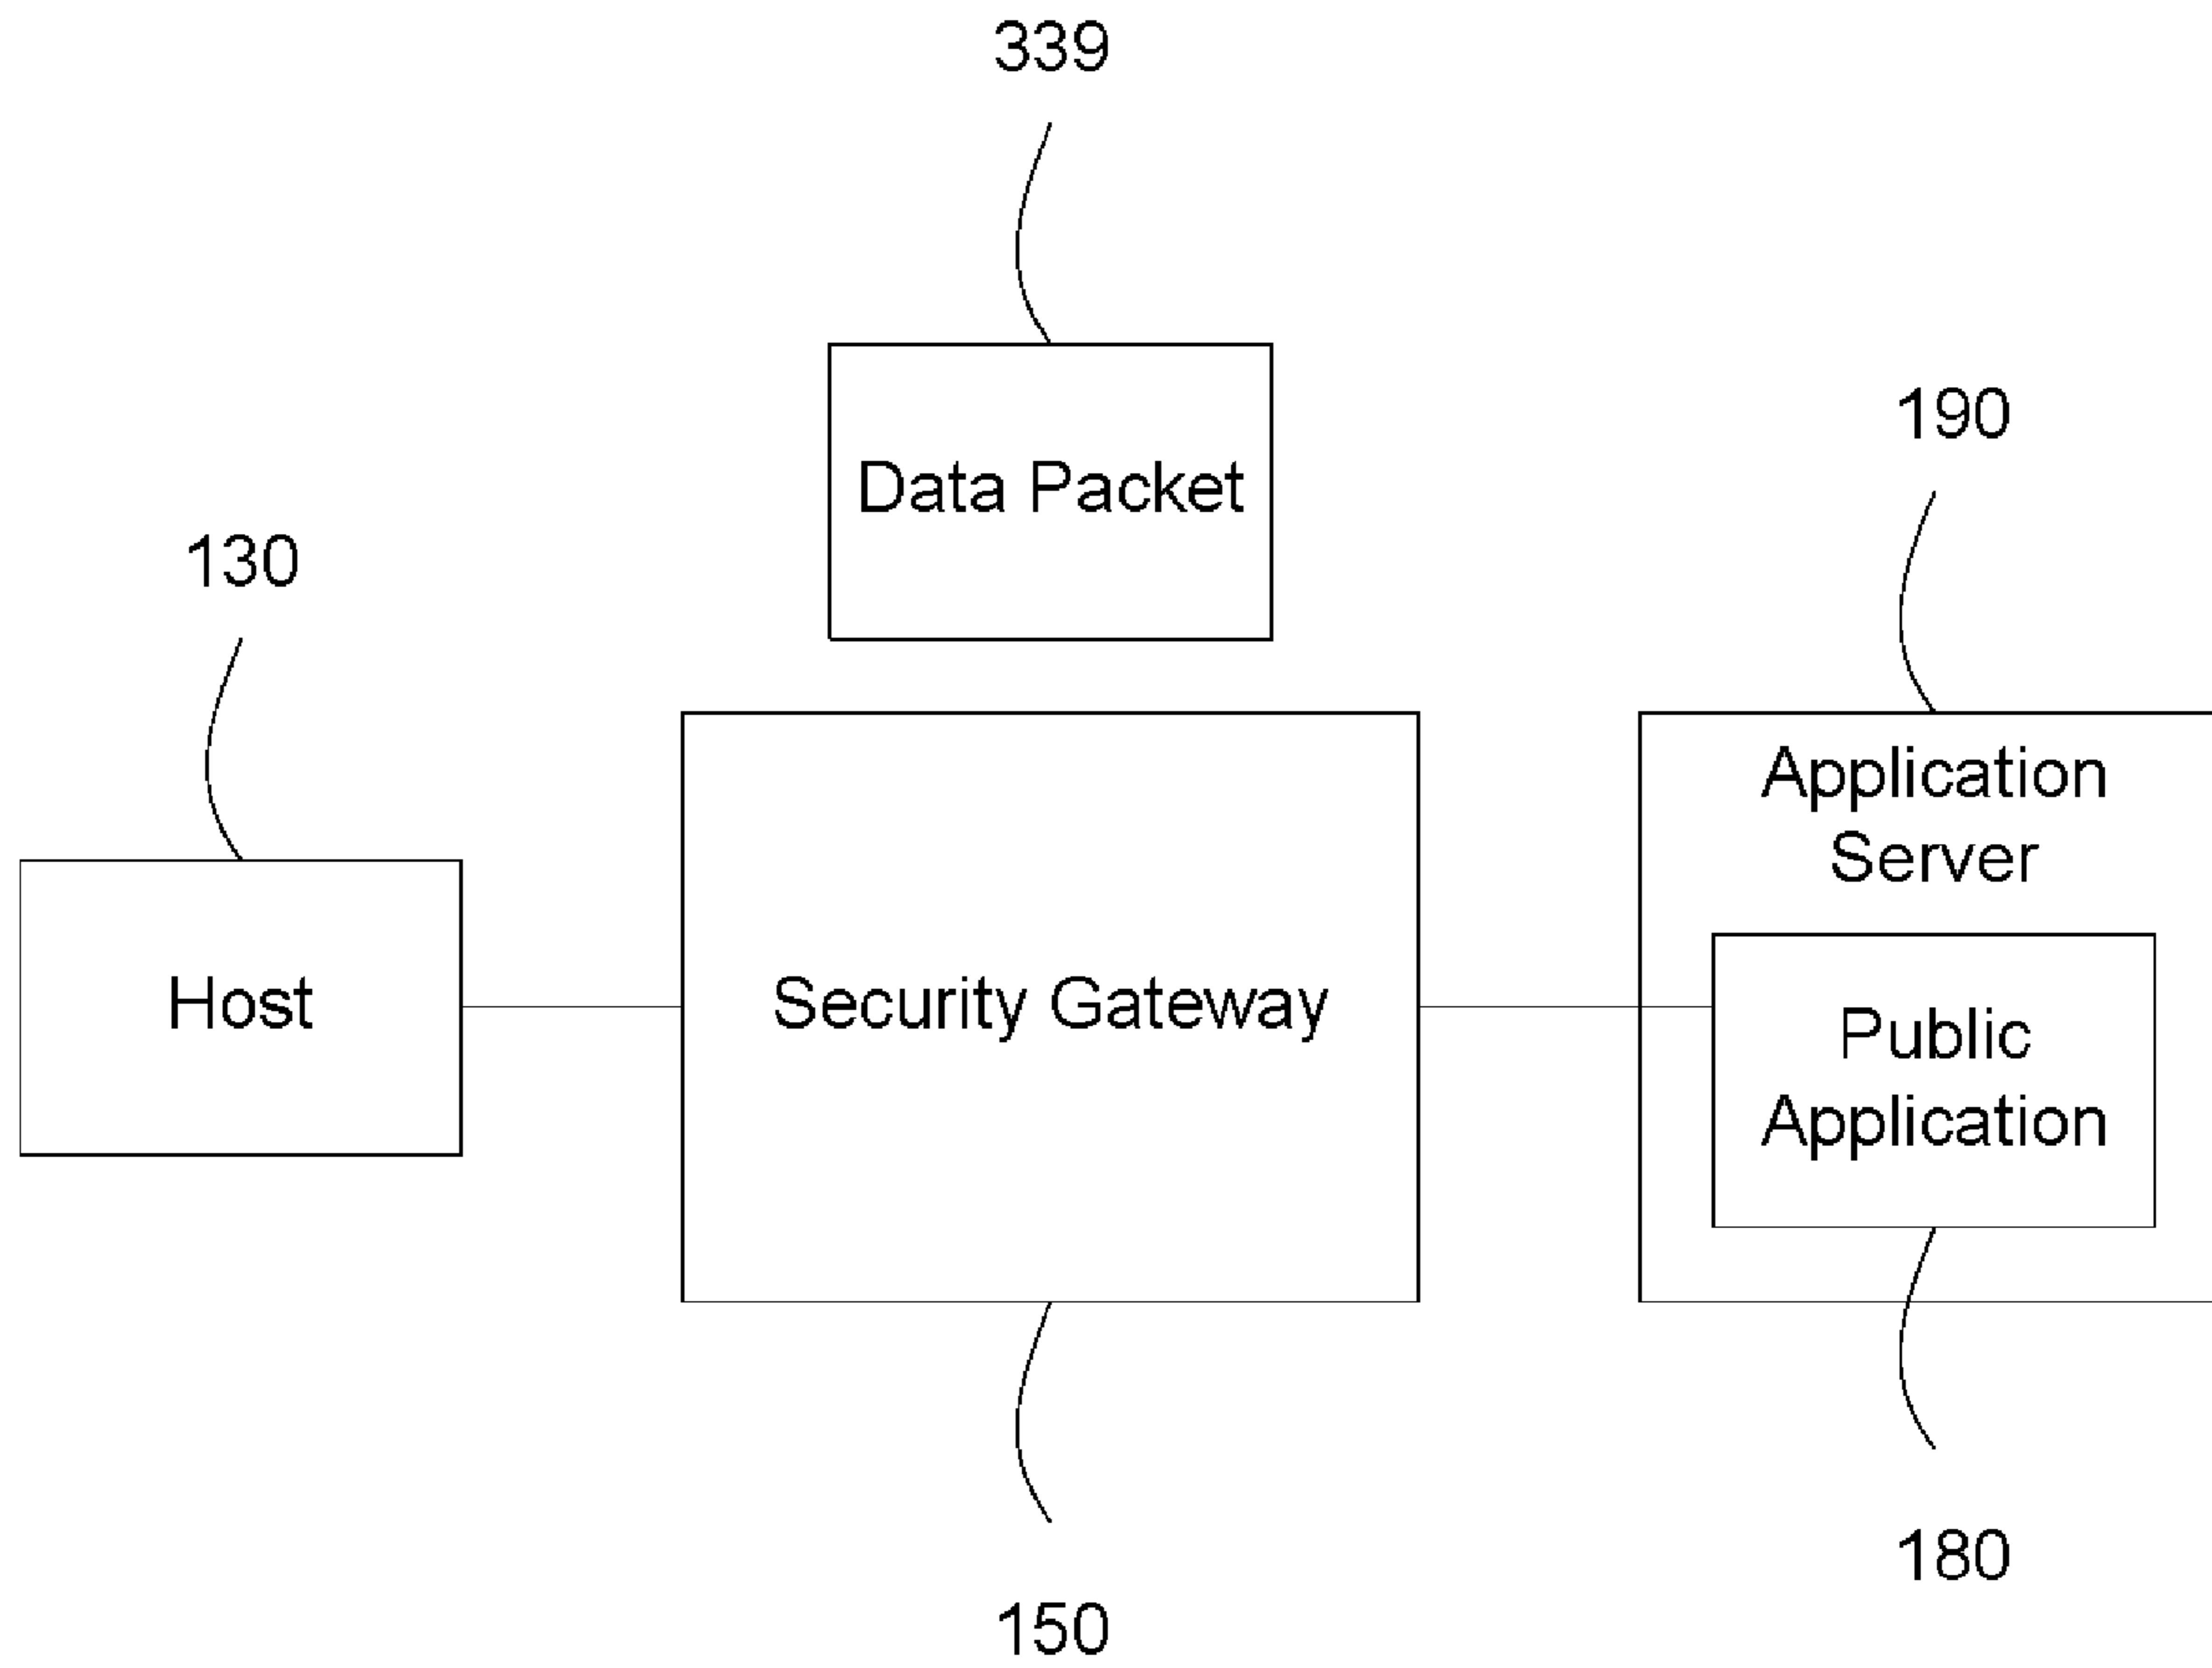 339
Data Packet
190
130
Application
Server
Host
Security Gateway
Public
Application
180
150